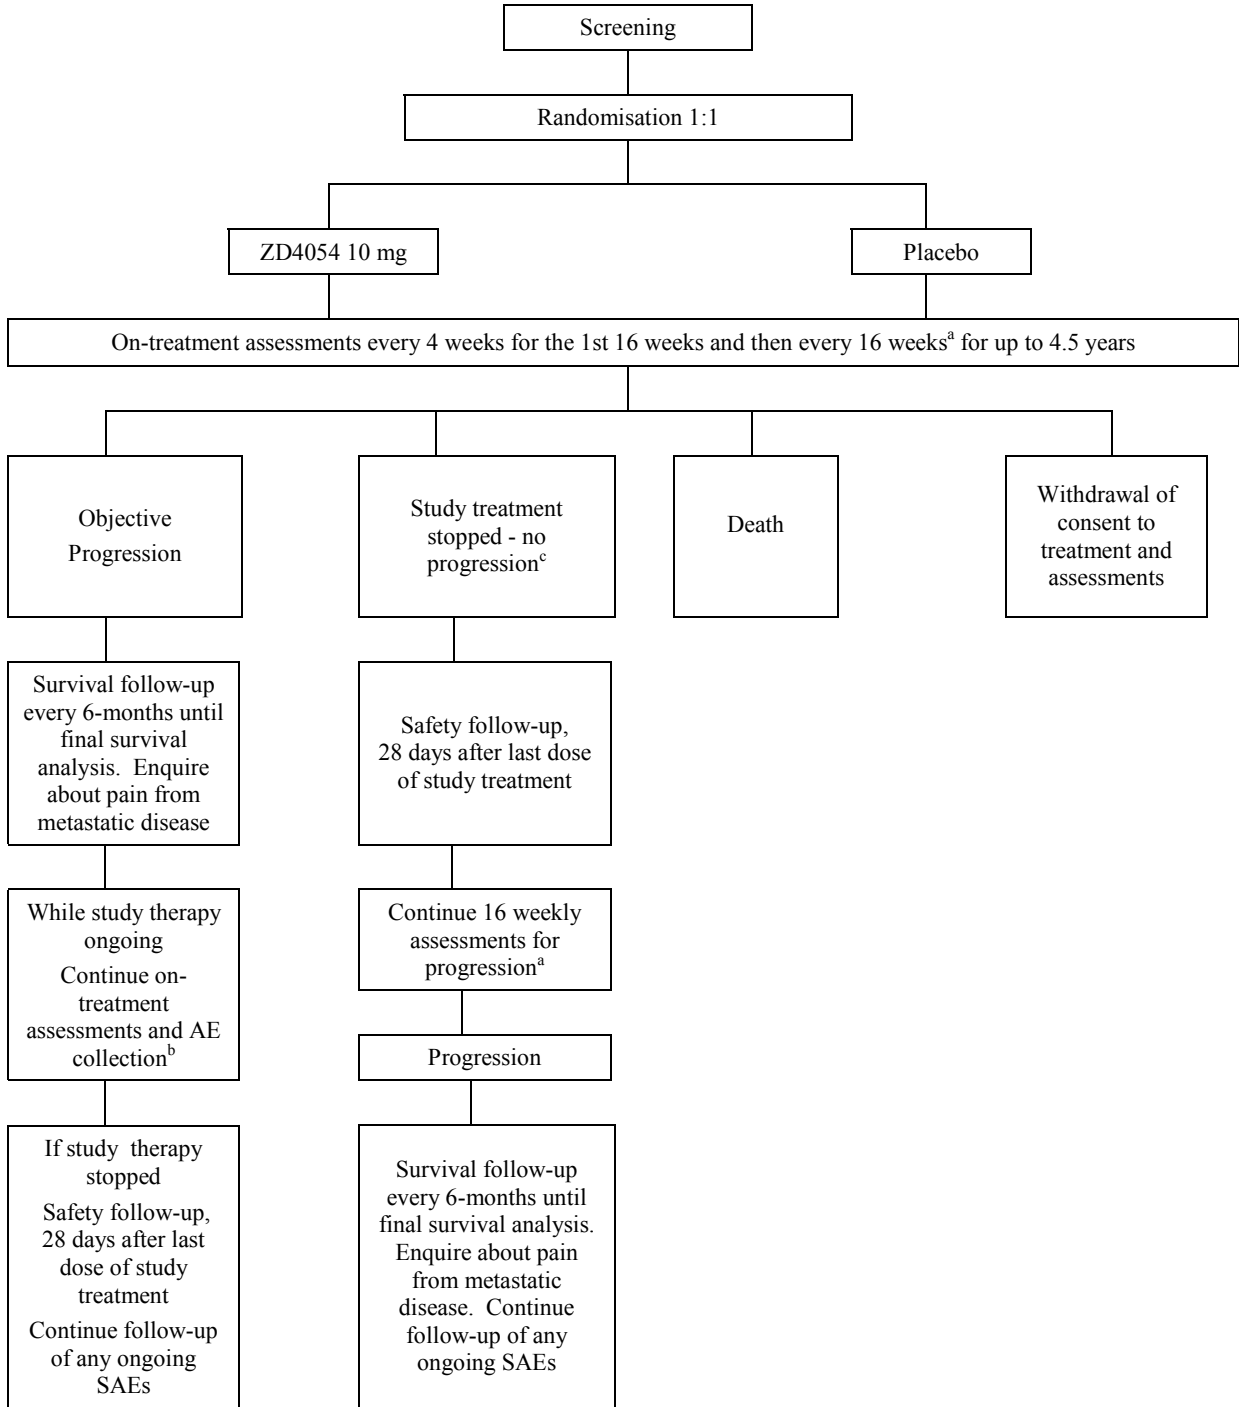 Screening
Randomisation 1:1
ZD4054 10 mg
Placebo
On-treatment assessments every 4 weeks for the 1st 16 weeks and then every 16 weeksᵃ for up to 4.5 years
Objective
Progression
Study treatment
stopped - no
progressionᶜ
Death
Withdrawal of
consent to
treatment and
assessments
Survival follow-up
every 6-months until
final survival
analysis. Enquire
about pain from
metastatic disease
Safety follow-up,
28 days after last dose
of study treatment
While study therapy
ongoing
Continue on-
treatment
assessments and AE
collectionᵇ
Continue 16 weekly
assessments for
progressionᵃ
Progression
If study therapy
stopped
Safety follow-up,
28 days after last
dose of study
treatment
Continue follow-up
of any ongoing
SAEs
Survival follow-up
every 6-months until
final survival analysis.
Enquire about pain
from metastatic
disease. Continue
follow-up of any
ongoing SAEs